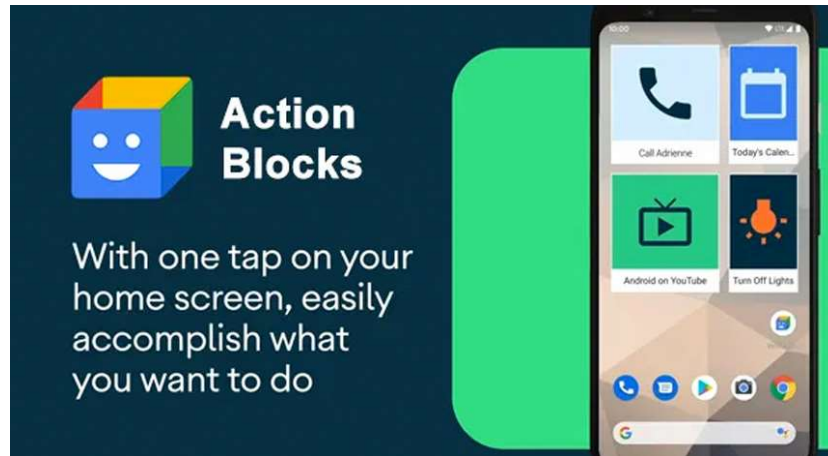 Action
Blocks
With one tap on your
home screen, easily
accomplish what
you want to do
10:00
LTE
Call Adrienne
Today's Calen...
Android on YouTube
Turn Off Lights
G